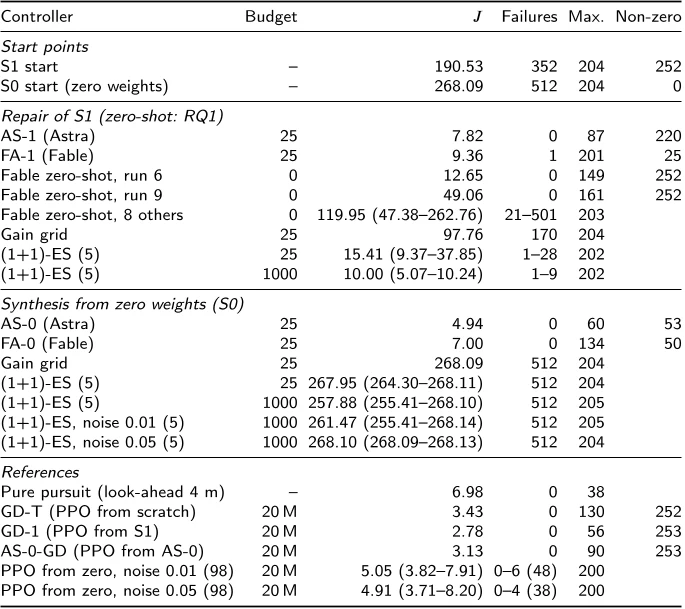 Controller Budget J Failures Max. Non-zero
Start points
S1 start – 190.53 352 204 252
S0 start (zero weights) – 268.09 512 204 0
Repair of S1 (zero-shot: RQ1)
AS-1 (Astra) 25 7.82 0 87 220
FA-1 (Fable) 25 9.36 1 201 25
Fable zero-shot, run 6 0 12.65 0 149 252
Fable zero-shot, run 9 0 49.06 0 161 252
Fable zero-shot, 8 others 0 119.95 (47.38–262.76) 21–501 203
Gain grid 25 97.76 170 204
(1+1)-ES (5) 25 15.41 (9.37–37.85) 1–28 202
(1+1)-ES (5) 1000 10.00 (5.07–10.24) 1–9 202
Synthesis from zero weights (S0)
AS-0 (Astra) 25 4.94 0 60 53
FA-0 (Fable) 25 7.00 0 134 50
Gain grid 25 268.09 512 204
(1+1)-ES (5) 25 267.95 (264.30–268.11) 512 204
(1+1)-ES (5) 1000 257.88 (255.41–268.10) 512 205
(1+1)-ES, noise 0.01 (5) 1000 261.47 (255.41–268.14) 512 205
(1+1)-ES, noise 0.05 (5) 1000 268.10 (268.09–268.13) 512 204
References
Pure pursuit (look-ahead 4 m) – 6.98 0 38
GD-T (PPO from scratch) 20 M 3.43 0 130 252
GD-1 (PPO from S1) 20 M 2.78 0 56 253
AS-0-GD (PPO from AS-0) 20 M 3.13 0 90 253
PPO from zero, noise 0.01 (98) 20 M 5.05 (3.82–7.91) 0–6 (48) 200
PPO from zero, noise 0.05 (98) 20 M 4.91 (3.71–8.20) 0–4 (38) 200